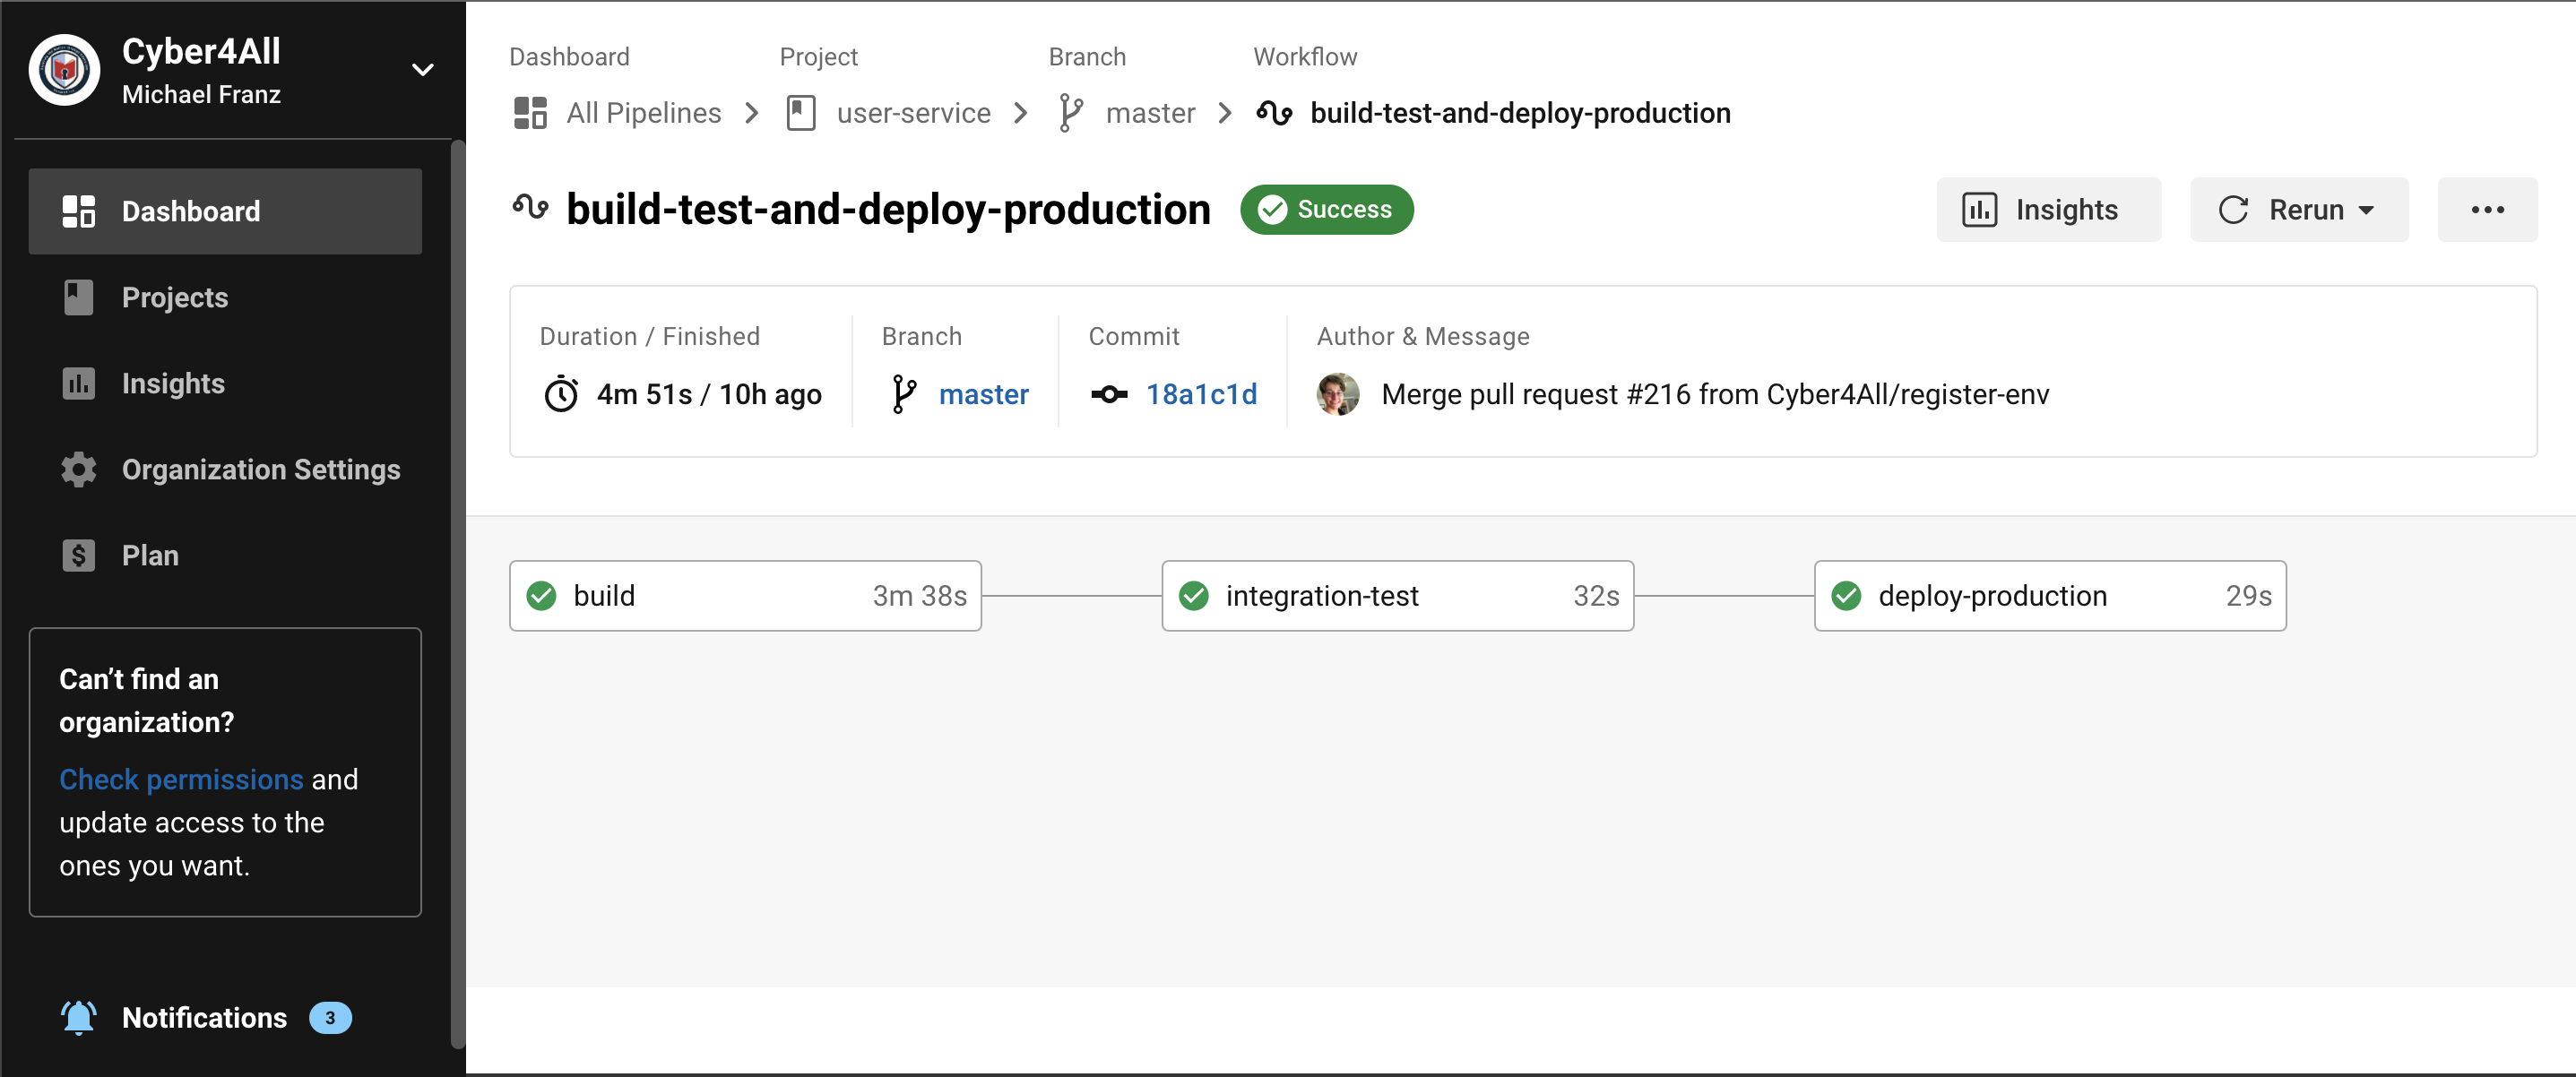 Cyber4All
Michael Franz
Dashboard
Projects
Insights
Organization Settings
Plan
Can’t find an
organization?
Check permissions and
update access to the
ones you want.
Notifications 3
Dashboard Project Branch Workflow
All Pipelines user-service master build-test-and-deploy-production
build-test-and-deploy-production Success Insights Rerun
Duration / Finished Branch Commit Author & Message
4m 51s / 10h ago master 18a1c1d Merge pull request #216 from Cyber4All/register-env
build 3m 38s integration-test 32s deploy-production 29s